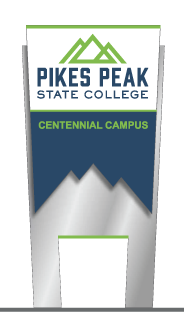 PIKES PEAK
STATE COLLEGE
CENTENNIAL CAMPUS